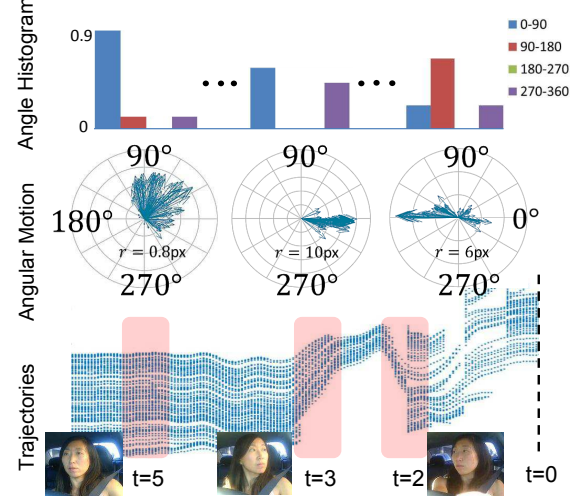 Angle Histogram
0.9
0
0-90
90-180
180-270
270-360
Angular Motion
90°
180°
r = 0.8px
270°
90°
r = 10px
270°
90°
0°
r = 6px
270°
Trajectories
t=5
t=3
t=2
t=0